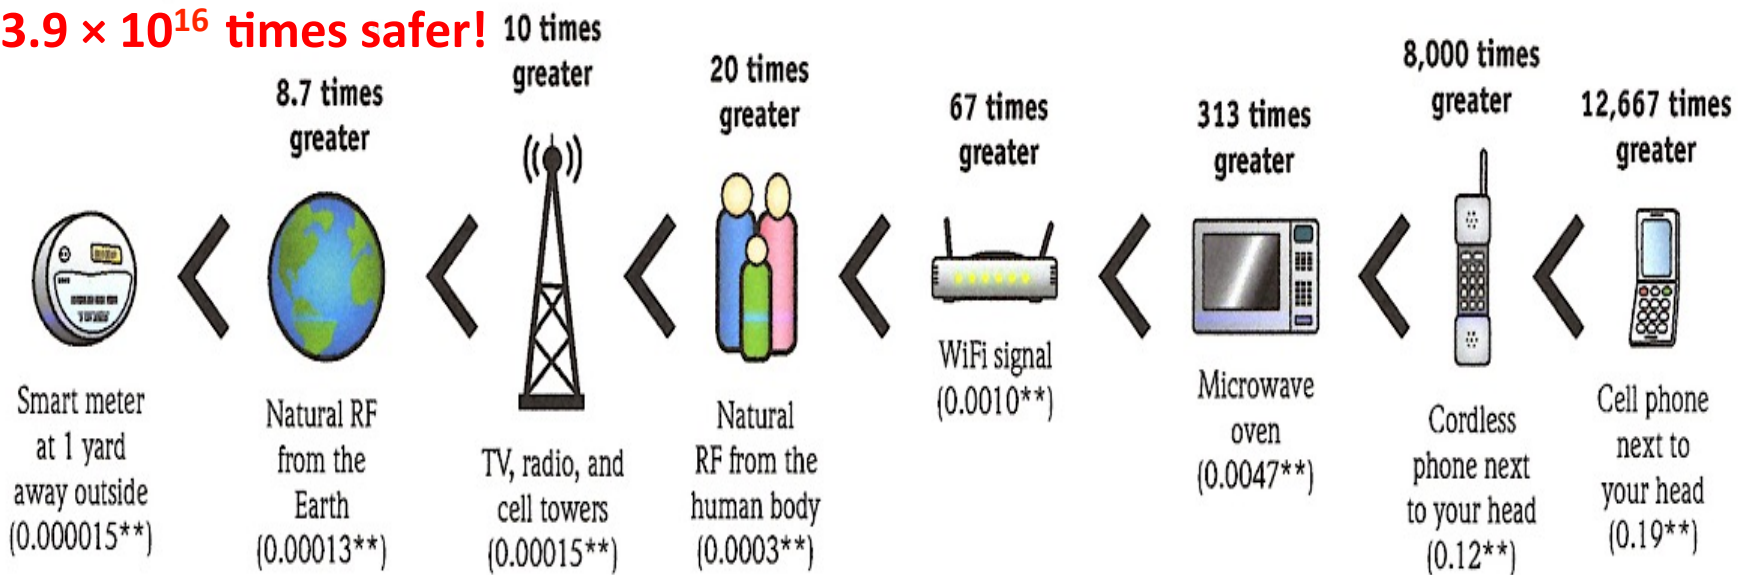 3.9 × 10¹⁶ times safer!
8.7 times
greater
10 times
greater
20 times
greater
67 times
greater
313 times
greater
8,000 times
greater
12,667 times
greater
Smart meter
at 1 yard
away outside
(0.000015**)
Natural RF
from the
Earth
(0.00013**)
TV, radio, and
cell towers
(0.00015**)
Natural
RF from the
human body
(0.0003**)
WiFi signal
(0.0010**)
Microwave
oven
(0.0047**)
Cordless
phone next
to your head
(0.12**)
Cell phone
next to
your head
(0.19**)